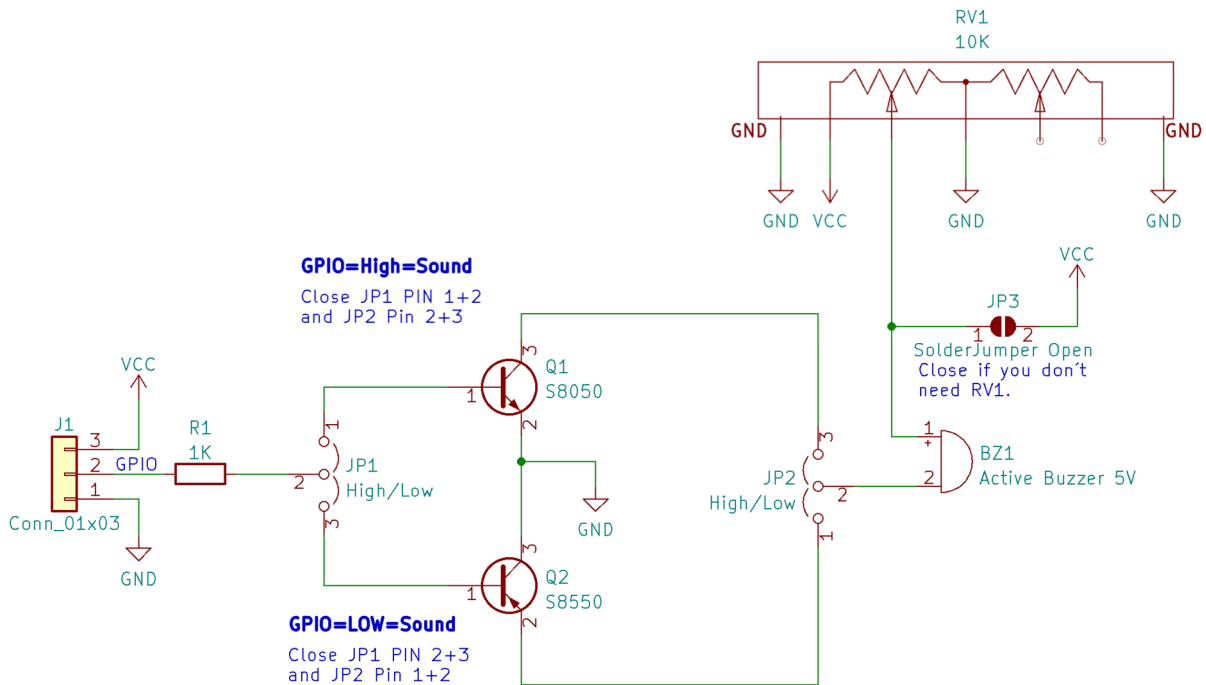 RV1
10K
GND
GND
GND
VCC
GND
GND
GPIO=High=Sound
Close JP1 PIN 1+2
and JP2 Pin 2+3
VCC
JP3
1
2
SolderJumper Open
Close if you don't
need RV1.
VCC
J1
3
2
1
GPIO
Conn_01x03
GND
R1
1K
1
2
3
JP1
High/Low
3
1
2
Q1
S8050
GND
3
1
2
Q2
S8550
3
2
1
JP2
High/Low
1
+
2
BZ1
Active Buzzer 5V
GPIO=LOW=Sound
Close JP1 PIN 2+3
and JP2 Pin 1+2